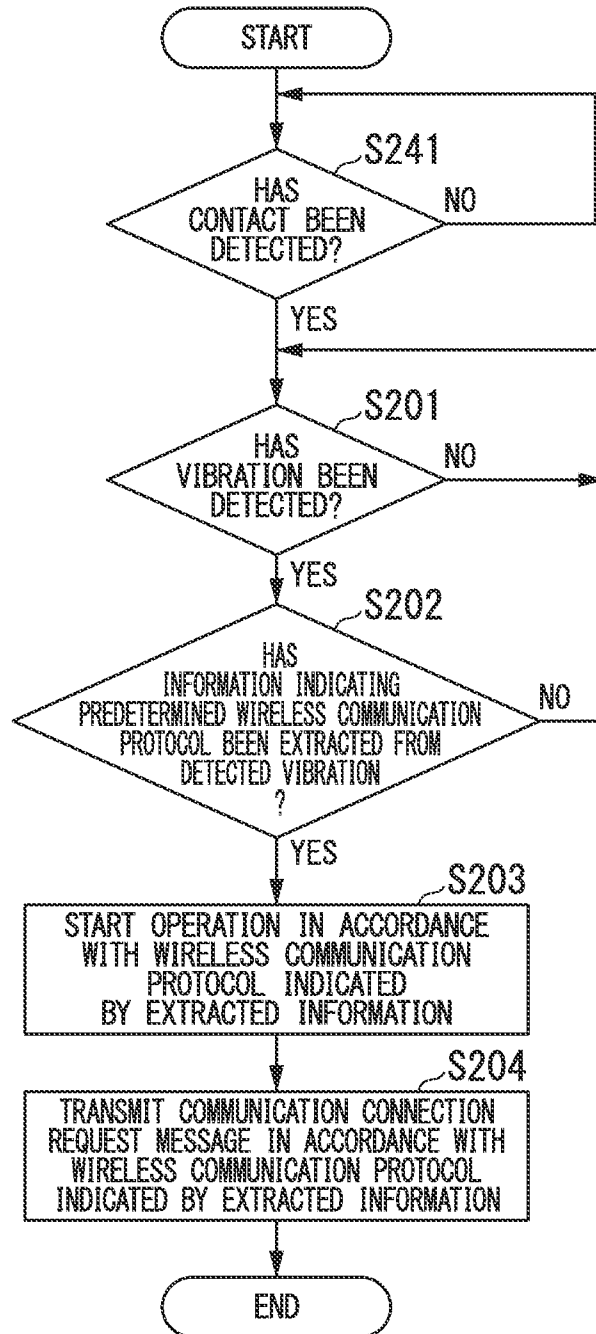 START
S241
HAS
CONTACT BEEN
DETECTED?
NO
YES
S201
HAS
VIBRATION BEEN
DETECTED?
NO
YES
S202
HAS
INFORMATION INDICATING
PREDETERMINED WIRELESS COMMUNICATION
PROTOCOL BEEN EXTRACTED FROM
DETECTED VIBRATION
?
NO
YES
S203
START OPERATION IN ACCORDANCE
WITH WIRELESS COMMUNICATION
PROTOCOL INDICATED
BY EXTRACTED INFORMATION
S204
TRANSMIT COMMUNICATION CONNECTION
REQUEST MESSAGE IN ACCORDANCE WITH
WIRELESS COMMUNICATION PROTOCOL
INDICATED BY EXTRACTED INFORMATION
END